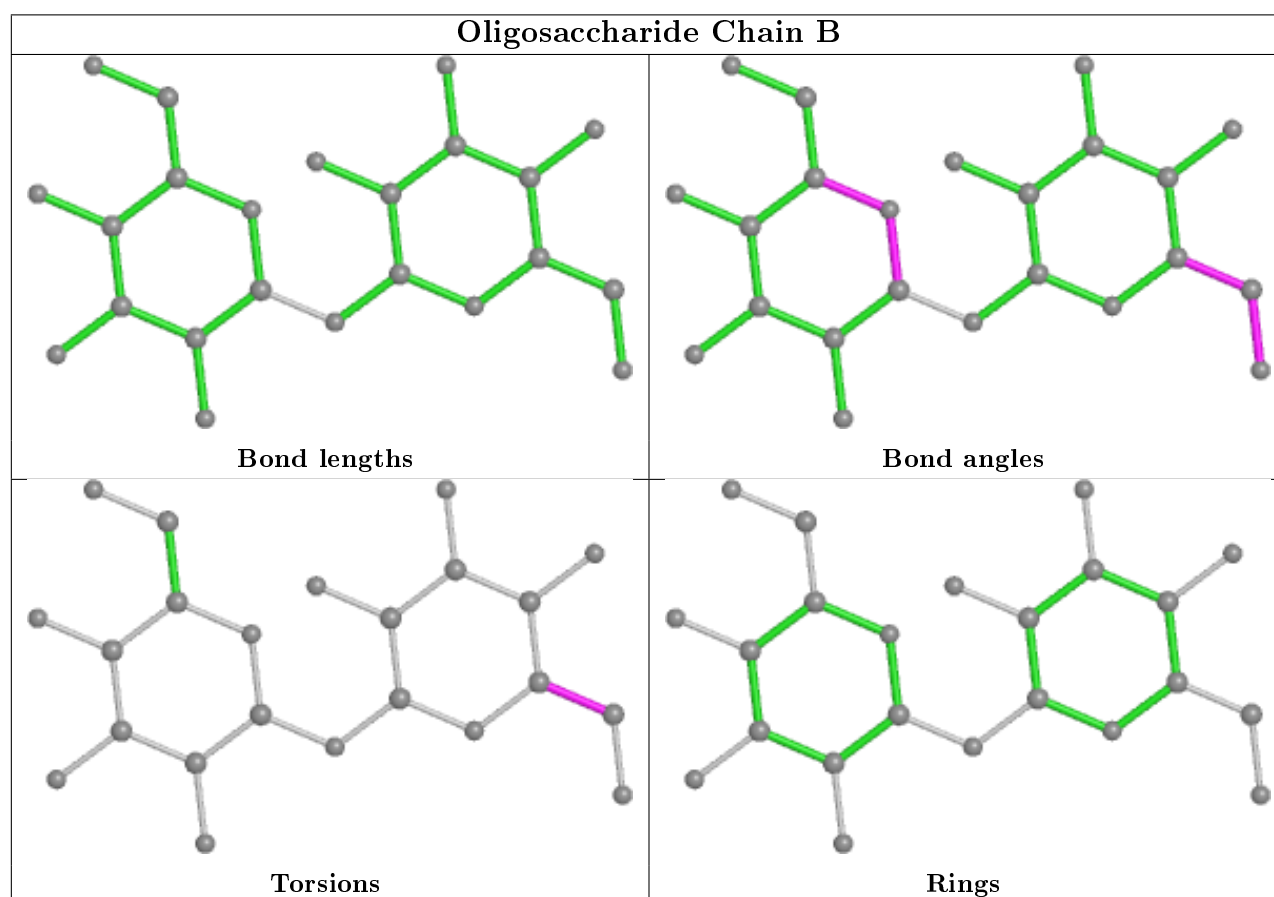 Oligosaccharide Chain B
Bond lengths
Bond angles
Torsions
Rings